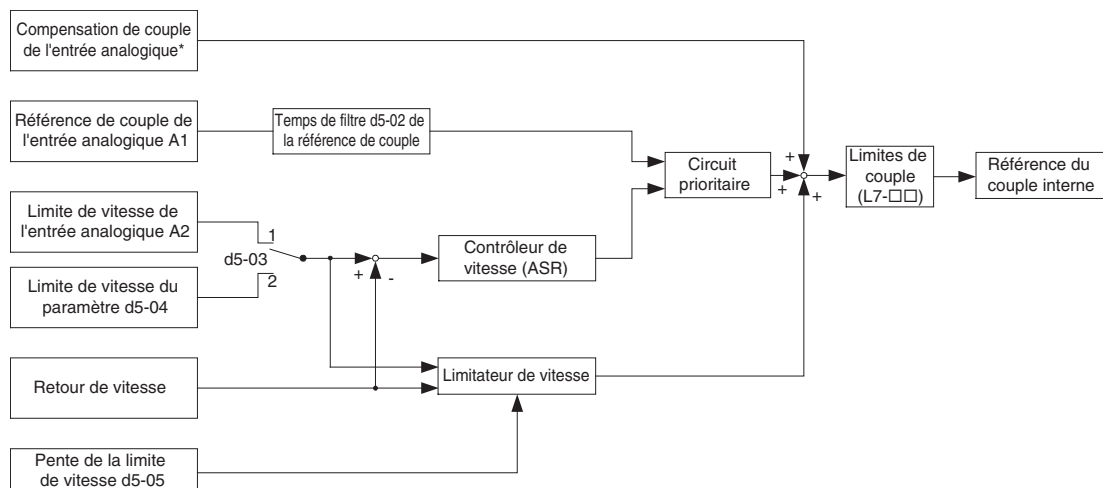 Compensation de couple
de l'entrée analogique*
Référence de couple de
l'entrée analogique A1
Temps de filtre d5-02 de
la référence de couple
Circuit
prioritaire
+
+
+
Limites de
couple
(L7-□□)
Référence du
couple interne
Limite de vitesse de
l'entrée analogique A2
1
d5-03
2
+
-
Contrôleur de
vitesse (ASR)
Limite de vitesse du
paramètre d5-04
Retour de vitesse
Limitateur de vitesse
Pente de la limite
de vitesse d5-05